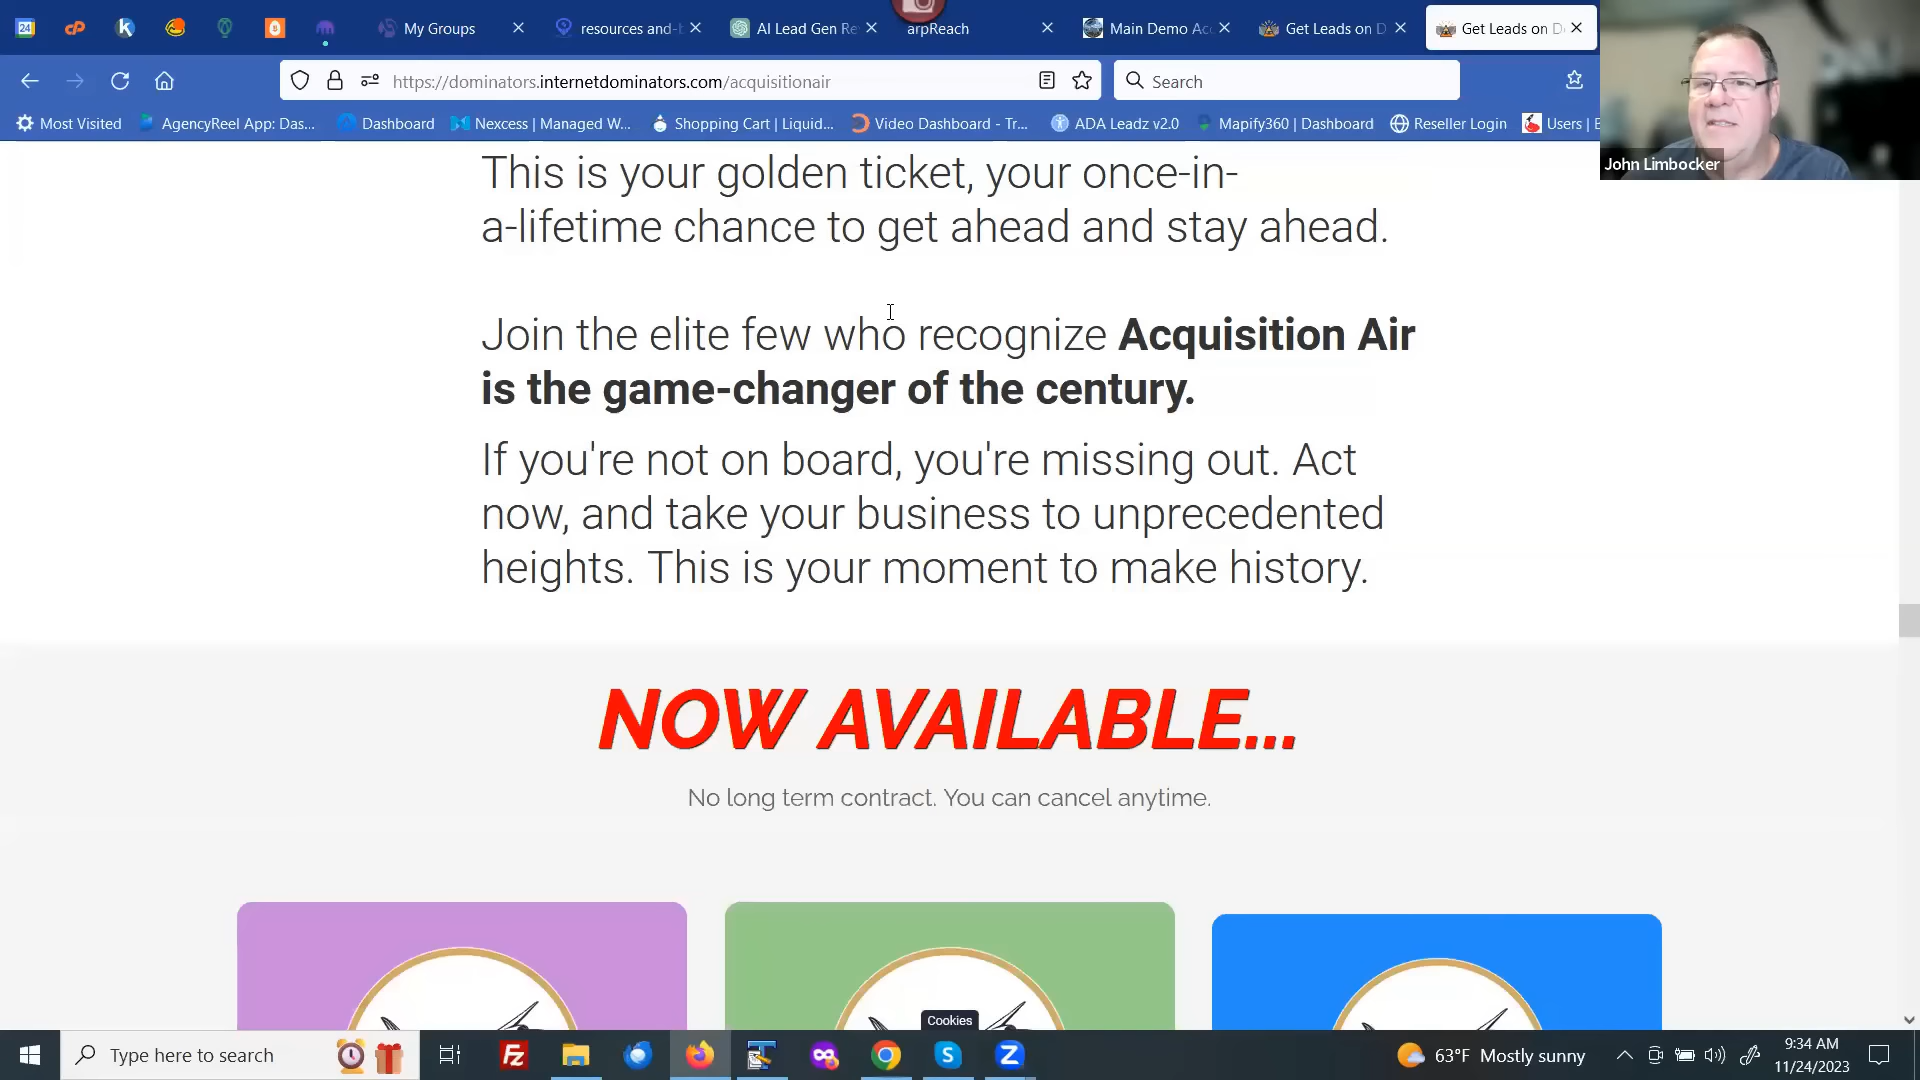 My Groups
resources and-b
AI Lead Gen Re
arpReach
Main Demo Acc
Get Leads on D
Get Leads on De
https://dominators.internetdominators.com/acquisitionair
Search
Most Visited
AgencyReel App: Das...
Dashboard
Nexcess | Managed W...
Shopping Cart | Liquid...
Video Dashboard - Tr...
ADA Leadz v2.0
Mapify360 | Dashboard
Reseller Login
Users | E
John Limbocker
This is your golden ticket, your once-in-
a-lifetime chance to get ahead and stay ahead.
Join the elite few who recognize Acquisition Air
is the game-changer of the century.
If you're not on board, you're missing out. Act
now, and take your business to unprecedented
heights. This is your moment to make history.
NOW AVAILABLE...
No long term contract. You can cancel anytime.
Cookies
Type here to search
63°F Mostly sunny
9:34 AM
11/24/2023